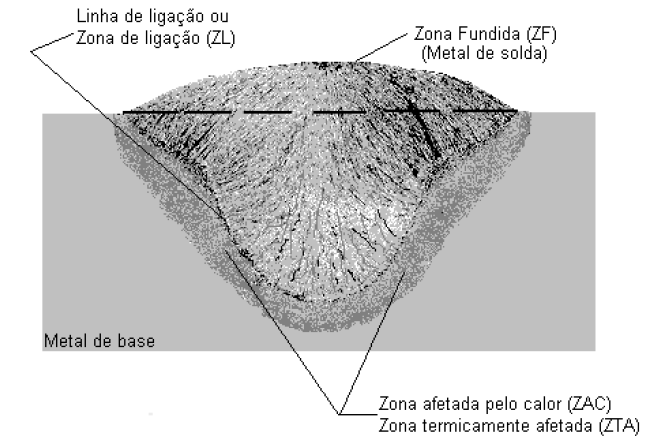 Linha de ligação ou
Zona de ligação (ZL)
Zona Fundida (ZF)
(Metal de solda)
Metal de base
Zona afetada pelo calor (ZAC)
Zona termicamente afetada (ZTA)